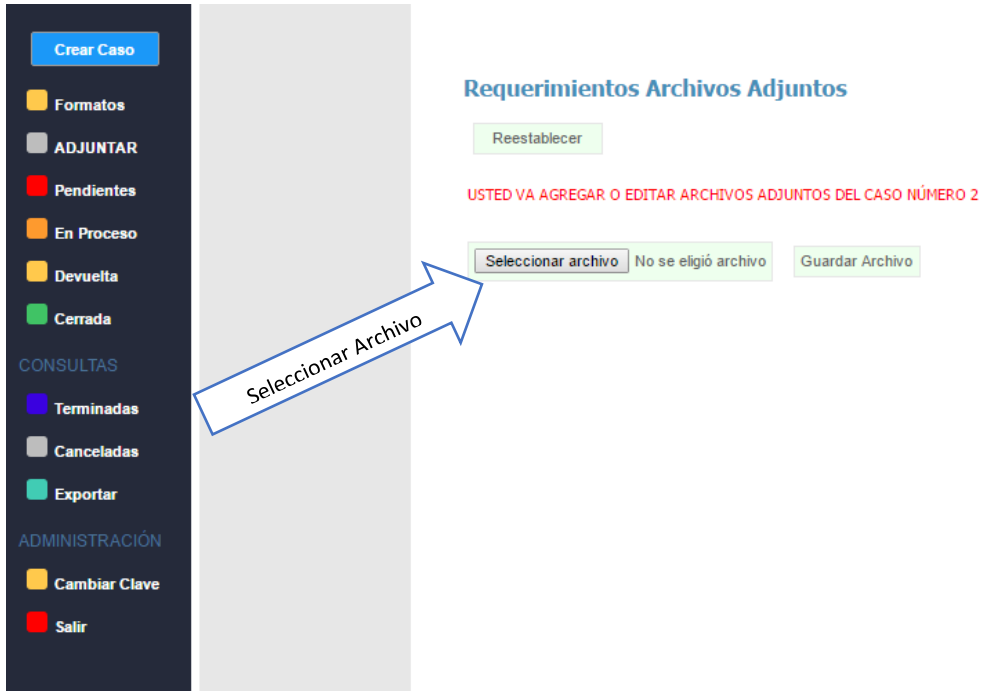 Crear Caso
Formatos
ADJUNTAR
Pendientes
En Proceso
Devuelta
Cerrada
CONSULTAS
Terminadas
Canceladas
Exportar
ADMINISTRACIÓN
Cambiar Clave
Salir
Seleccionar Archivo
Requerimientos Archivos Adjuntos
Reestablecer
USTED VA AGREGAR O EDITAR ARCHIVOS ADJUNTOS DEL CASO NÚMERO 2
Seleccionar archivo No se eligió archivo Guardar Archivo